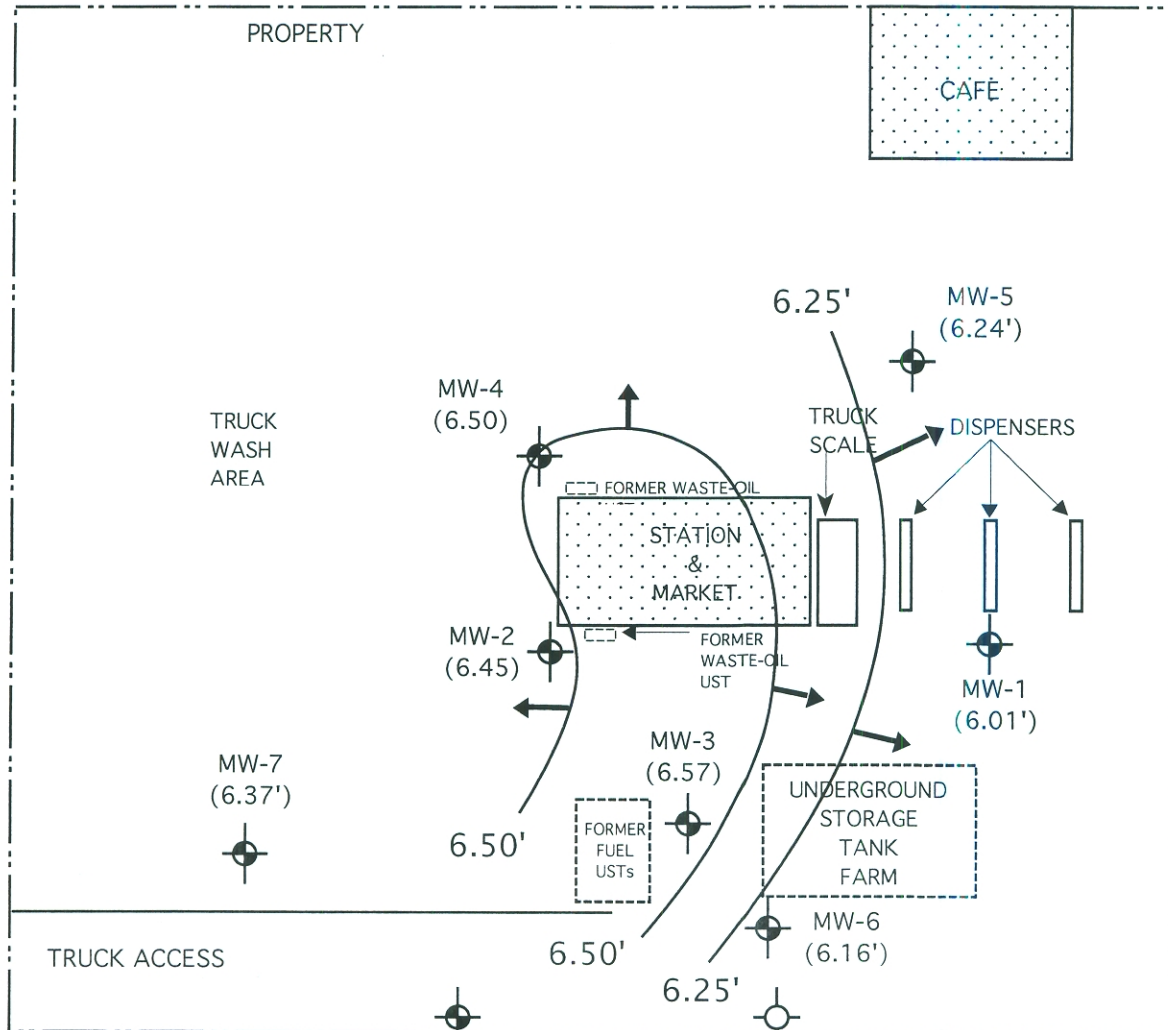 PROPERTY
CAFE
6.25'
MW-5
(6.24')
MW-4
(6.50)
TRUCK
WASH
AREA
TRUCK
SCALE
DISPENSERS
FORMER WASTE-OIL
STATION
&
MARKET
MW-2
(6.45)
FORMER
WASTE-OIL
UST
MW-1
(6.01')
MW-3
(6.57)
MW-7
(6.37')
UNDERGROUND
STORAGE
TANK
FARM
6.50'
FORMER
FUEL
USTs
MW-6
(6.16')
6.50'
TRUCK ACCESS
6.25'